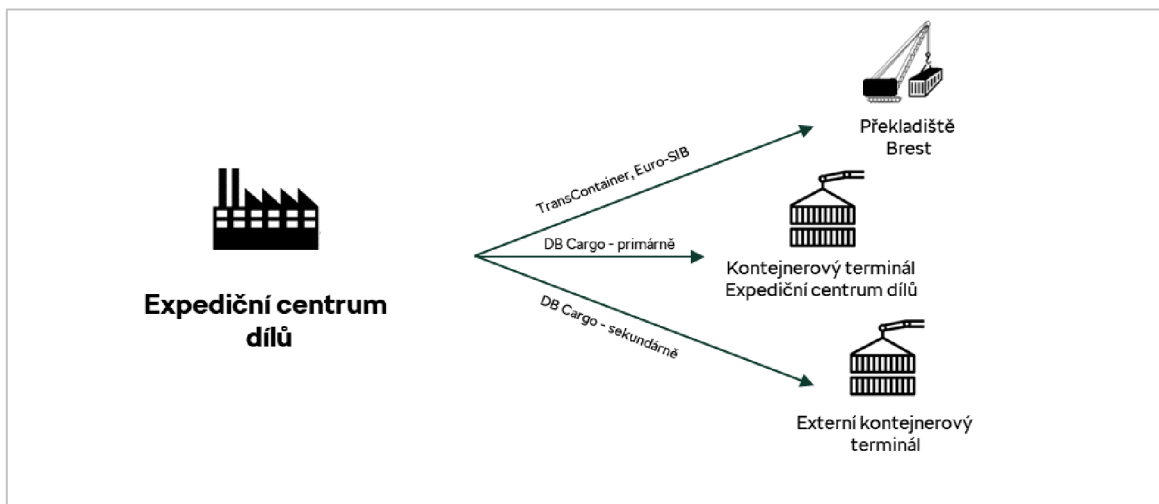 Překladiště
Brest
TransContainer, Euro-SIB
DB Cargo - primárně
Kontejnerový terminál
Expediční centrum dílů
Expediční centrum
dílů
DB Cargo - sekundárně
Externí kontejnerový
terminál